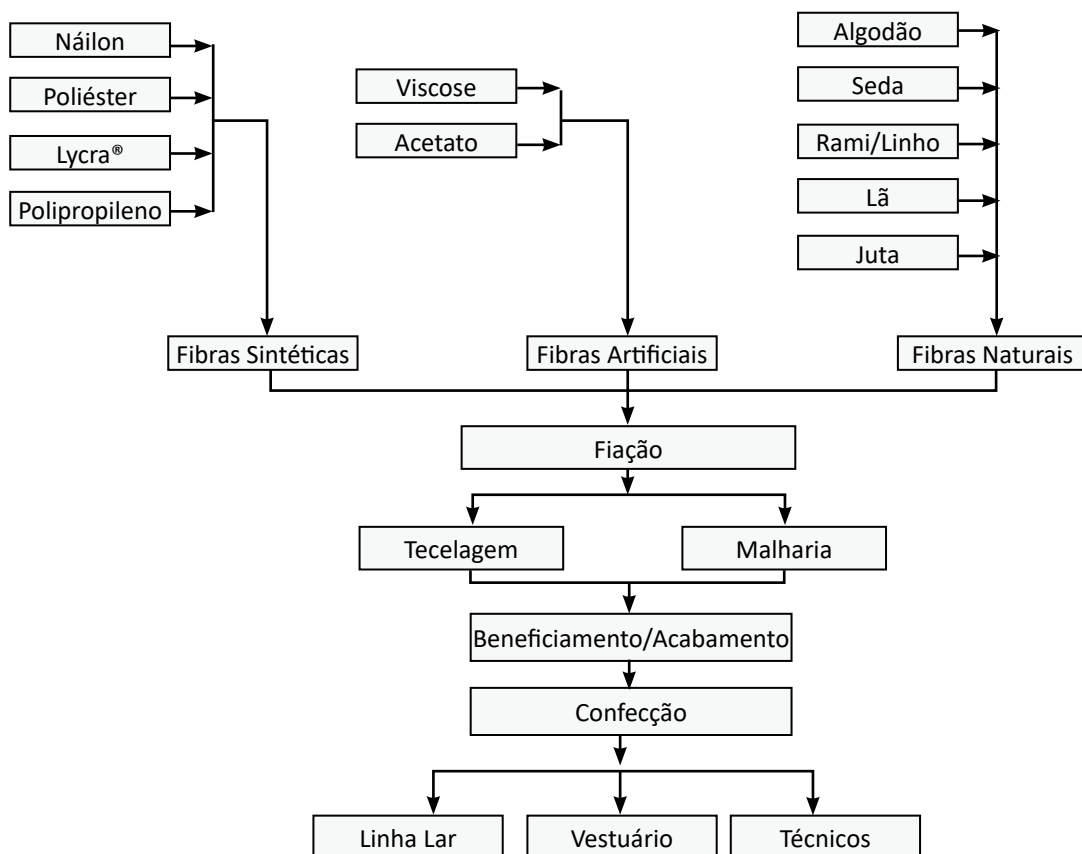 Náilon
Poliéster
Lycra®
Polipropileno
Viscose
Acetato
Algodão
Seda
Rami/Linho
Lã
Juta
Fibras Sintéticas
Fibras Artificiais
Fibras Naturais
Fiação
Tecelagem
Malharia
Beneficiamento/Acabamento
Confecção
Linha Lar
Vestuário
Técnicos